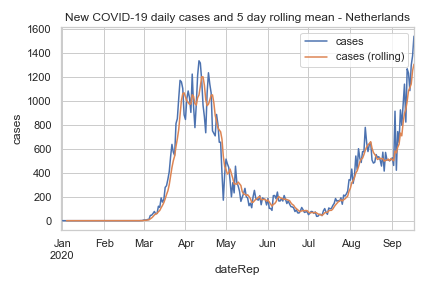 New COVID-19 daily cases and 5 day rolling mean - Netherlands
cases
cases (rolling)
1600
1400
1200
1000
800
600
400
200
0
cases
Jan Feb Mar Apr May Jun Jul Aug Sep
2020
dateRep